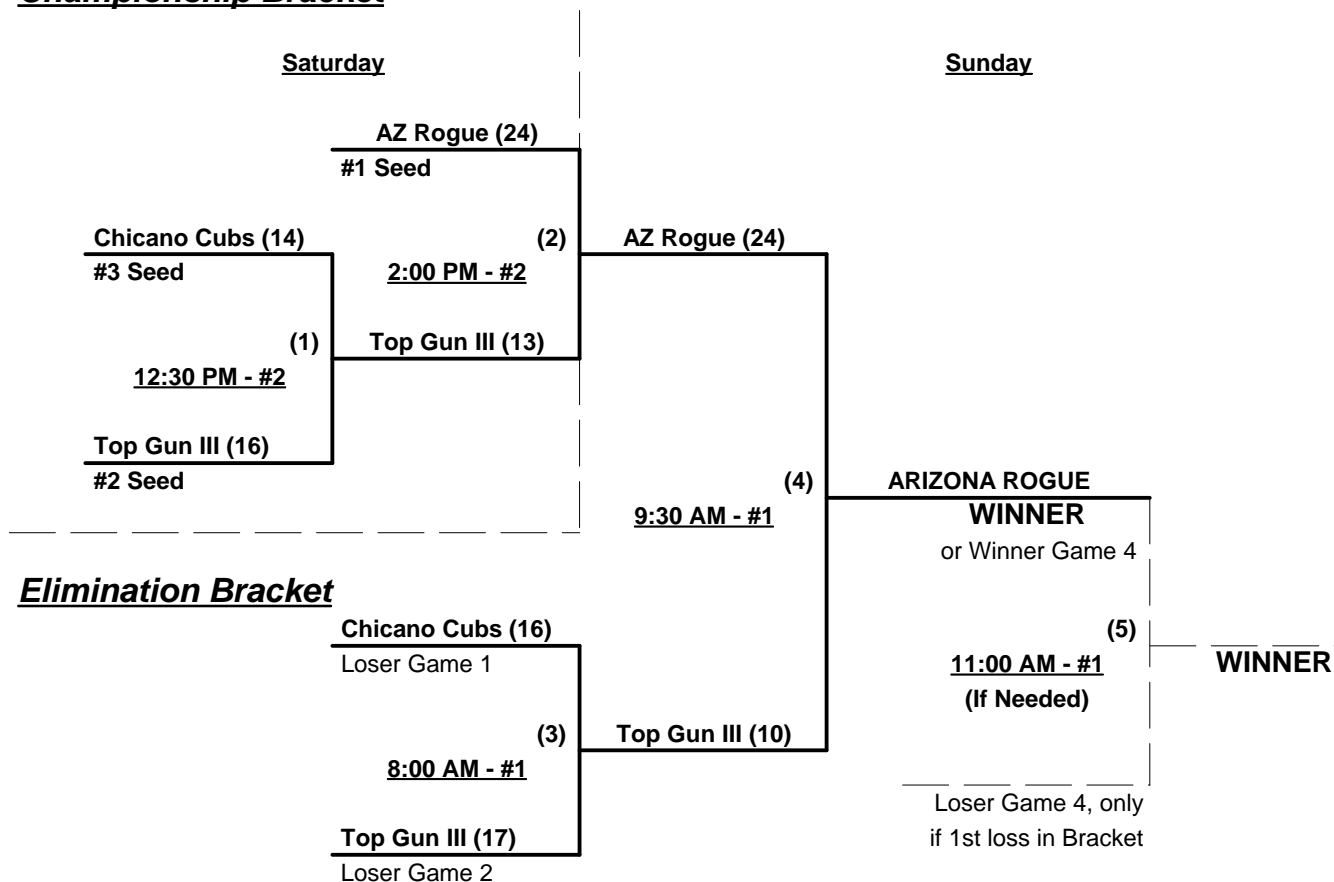 Championship Bracket
Saturday
Sunday
AZ Rogue (24)
#1 Seed
Chicano Cubs (14)
#3 Seed
(2)
2:00 PM - #2
AZ Rogue (24)
(1)
12:30 PM - #2
Top Gun III (13)
Top Gun III (16)
#2 Seed
(4)
9:30 AM - #1
ARIZONA ROGUE
WINNER
or Winner Game 4
Elimination Bracket
Chicano Cubs (16)
Loser Game 1
(5)
11:00 AM - #1
(If Needed)
WINNER
(3)
8:00 AM - #1
Top Gun III (10)
Top Gun III (17)
Loser Game 2
Loser Game 4, only
if 1st loss in Bracket